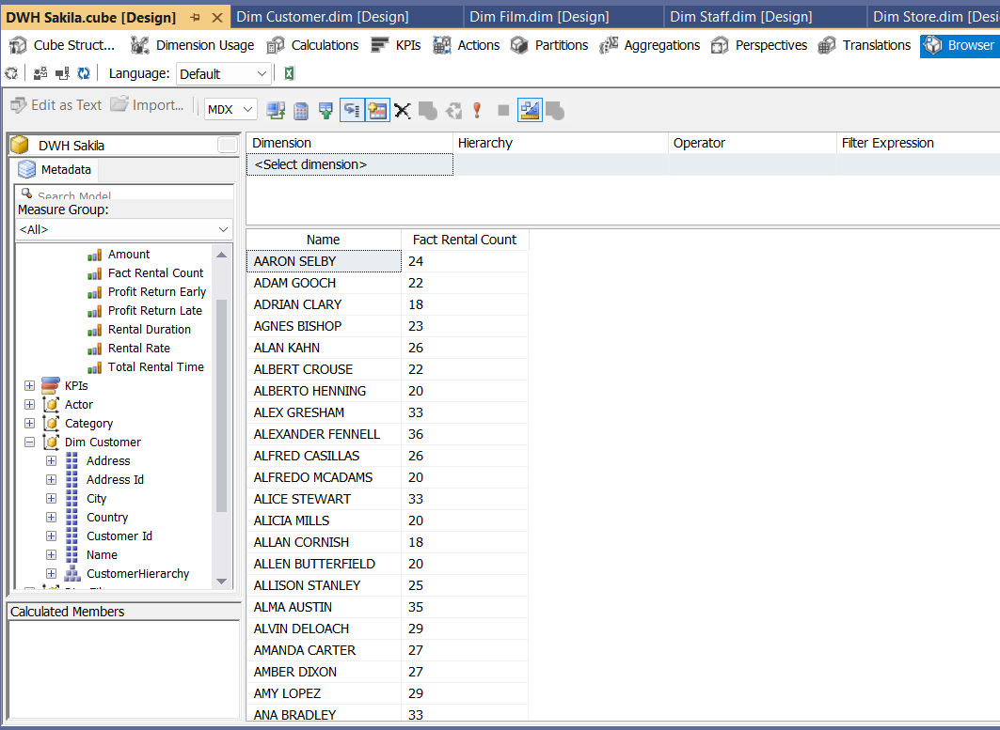 DWH Sakila.cube [Design] Dim Customer.dim [Design] Dim Film.dim [Design] Dim Staff.dim [Design] Dim Store.dim [Desi
Cube Struct... Dimension Usage Calculations KPIs Actions Partitions Aggregations Perspectives Translations Browser
Language: Default
Edit as Text Import... MDX
DWH Sakila
Metadata
Search Model
Measure Group:
<All>
Amount
Fact Rental Count
Profit Return Early
Profit Return Late
Rental Duration
Rental Rate
Total Rental Time
KPIs
Actor
Category
Dim Customer
Address
Address Id
City
Country
Customer Id
Name
CustomerHierarchy
Calculated Members
Dimension Hierarchy Operator Filter Expression
<Select dimension>
Name Fact Rental Count
AARON SELBY 24
ADAM GOOCH 22
ADRIAN CLARY 18
AGNES BISHOP 23
ALAN KAHN 26
ALBERT CROUSE 22
ALBERTO HENNING 20
ALEX GRESHAM 33
ALEXANDER FENNELL 36
ALFRED CASILLAS 26
ALFREDO MCADAMS 20
ALICE STEWART 33
ALICIA MILLS 20
ALLAN CORNISH 18
ALLEN BUTTERFIELD 20
ALLISON STANLEY 25
ALMA AUSTIN 35
ALVIN DELOACH 29
AMANDA CARTER 27
AMBER DIXON 27
AMY LOPEZ 29
ANA BRADLEY 33